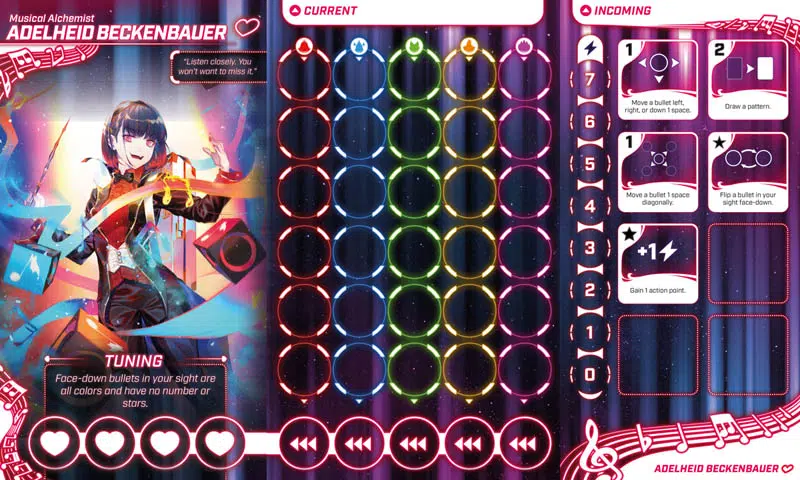 Musical Alchemist
ADELHEID BECKENBAUER
"Listen closely. You
won't want to miss it."
TUNING
Face-down bullets in your sight are
all colors and have no number or
stars.
CURRENT
INCOMING
7
6
5
4
3
2
1
0
1
Move a bullet left,
right, or down 1 space.
2
Draw a pattern.
1
Move a bullet 1 space
diagonally.
Flip a bullet in your
sight face-down.
+1
Gain 1 action point.
ADELHEID BECKENBAUER